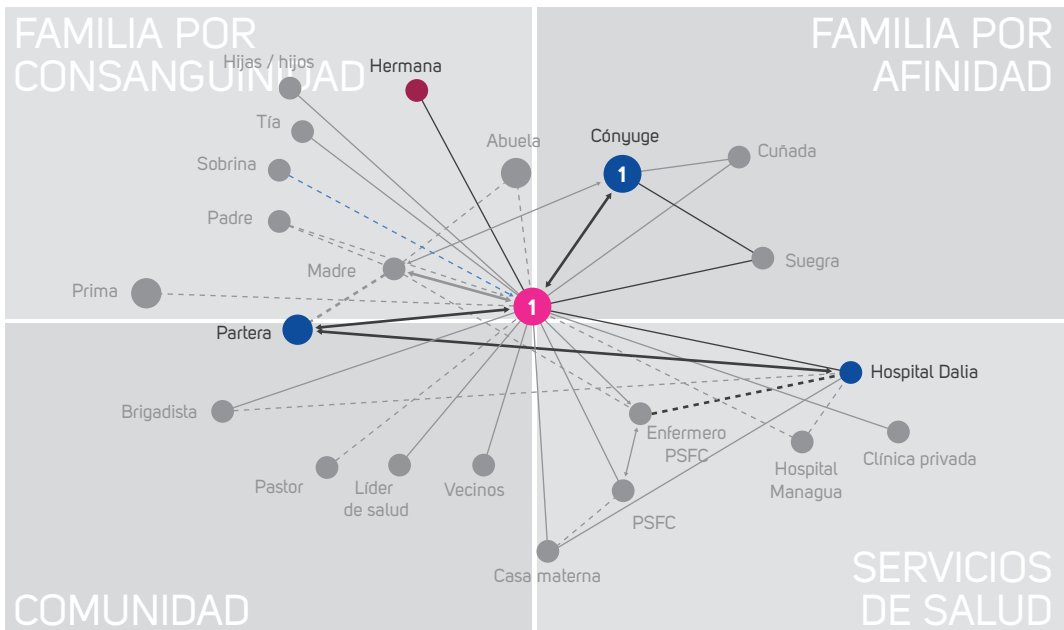 FAMILIA POR
CONSANGUINIDAD
FAMILIA POR
AFINIDAD
Hijas / hijos
Hermana
Tía
Abuela
Cónyuge
Cuñada
Sobrina
1
Padre
Madre
Suegra
Prima
1
Partera
Hospital Dalia
Brigadista
Enfermero
PSFC
Clínica privada
Pastor
Líder
de salud
Vecinos
Hospital
Managua
PSFC
Casa materna
COMUNIDAD
SERVICIOS
DE SALUD